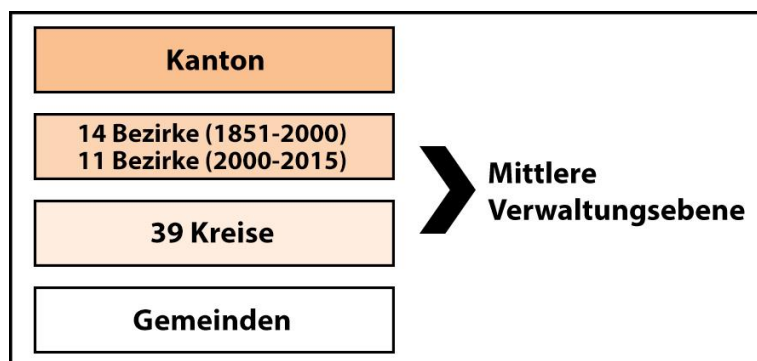 Kanton
14 Bezirke (1851-2000)
11 Bezirke (2000-2015)
39 Kreise
Gemeinden
Mittlere
Verwaltungsebene